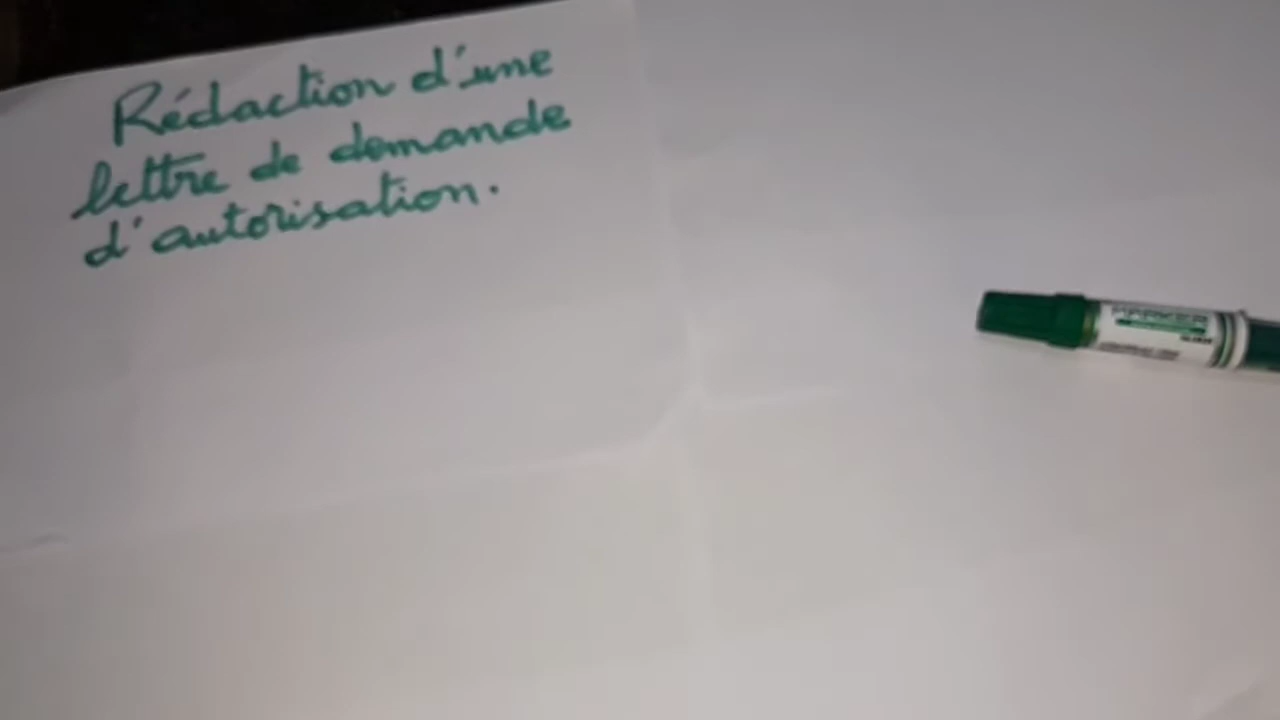 Rédaction d'une
lettre de demande
d'autorisation.